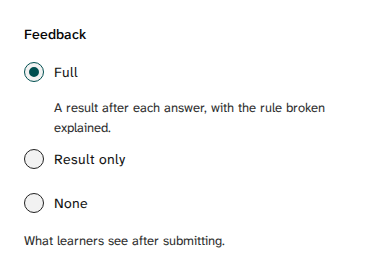 Feedback
Full
A result after each answer, with the rule broken
explained.
Result only
None
What learners see after submitting.